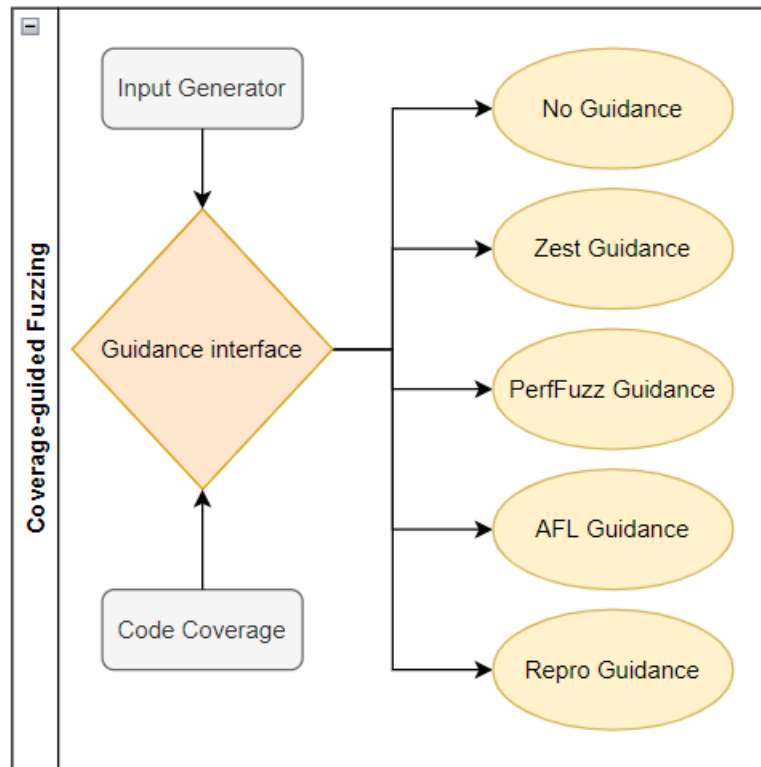 Coverage-guided Fuzzing
Input Generator
Guidance interface
Code Coverage
No Guidance
Zest Guidance
PerfFuzz Guidance
AFL Guidance
Repro Guidance